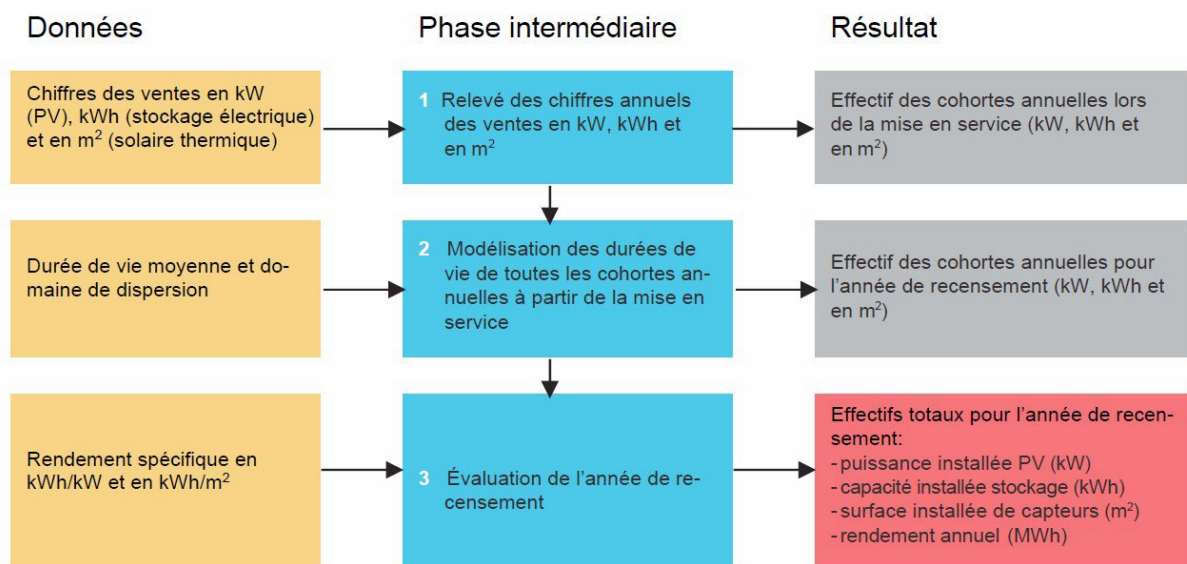 Données
Phase intermédiaire
Résultat
Chiffres des ventes en kW
(PV), kWh (stockage électrique)
et en m² (solaire thermique)
1 Relevé des chiffres annuels
des ventes en kW, kWh et
en m²
Effectif des cohortes annuelles lors
de la mise en service (kW, kWh et
en m²)
Durée de vie moyenne et do-
maine de dispersion
2 Modélisation des durées de
vie de toutes les cohortes an-
nuelles à partir de la mise en
service
Effectif des cohortes annuelles pour
l'année de recensement (kW, kWh et
en m²)
Rendement spécifique en
kWh/kW et en kWh/m²
3 Évaluation de l'année de re-
censement
Effectifs totaux pour l'année de recen-
sement:
- puissance installée PV (kW)
- capacité installée stockage (kWh)
- surface installée de capteurs (m²)
- rendement annuel (MWh)